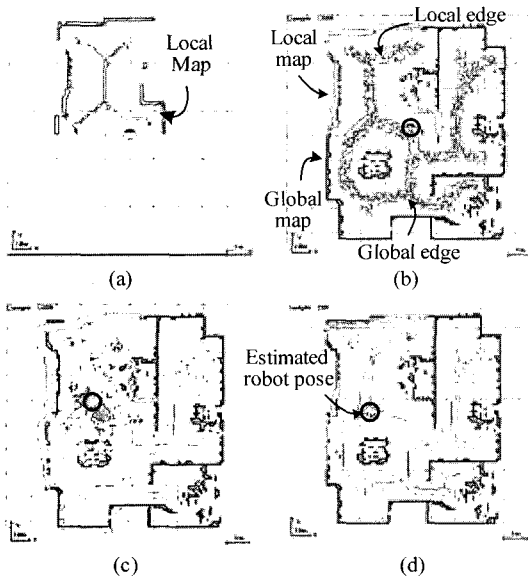 Local
Map
(a)
Local edge
Local
map
Global
map
Global edge
(b)
(c)
Estimated
robot pose
(d)